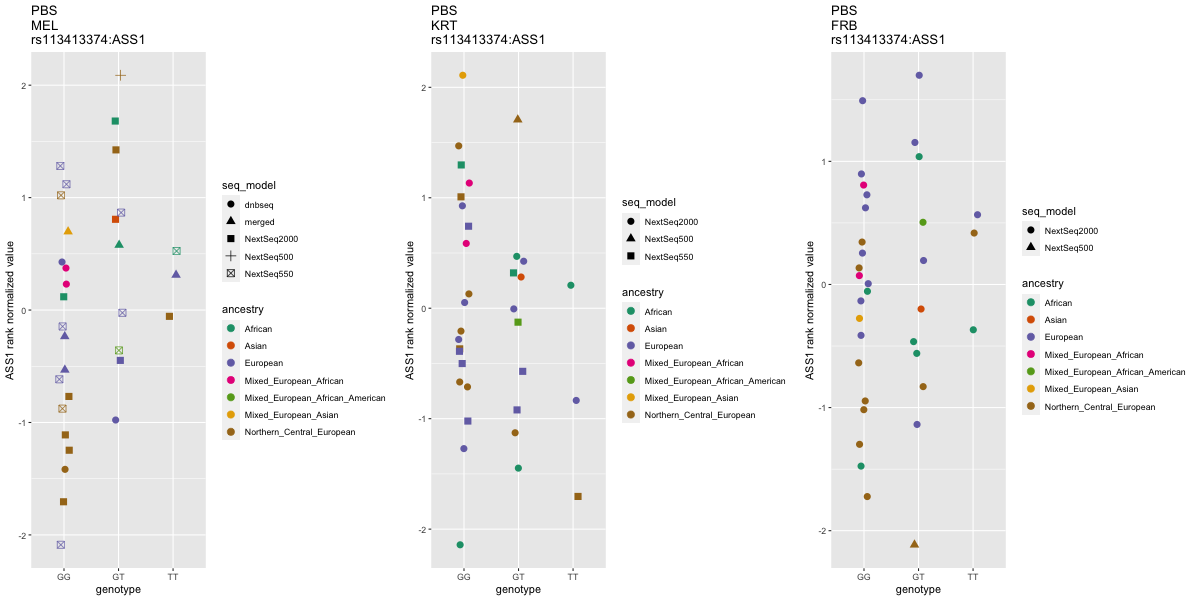 PBS
MEL
rs113413374:ASS1
ASS1 rank normalized value
2
1
0
-1
-2
GG
GT
TT
genotype
seq_model
dnbseq
merged
NextSeq2000
NextSeq500
NextSeq550
ancestry
African
Asian
European
Mixed_European_African
Mixed_European_African_American
Mixed_European_Asian
Northern_Central_European
PBS
KRT
rs113413374:ASS1
ASS1 rank normalized value
2
1
0
-1
-2
GG
GT
TT
genotype
seq_model
NextSeq2000
NextSeq500
NextSeq550
ancestry
African
Asian
European
Mixed_European_African
Mixed_European_African_American
Mixed_European_Asian
Northern_Central_European
PBS
FRB
rs113413374:ASS1
ASS1 rank normalized value
1
0
-1
-2
GG
GT
TT
genotype
seq_model
NextSeq2000
NextSeq500
ancestry
African
Asian
European
Mixed_European_African
Mixed_European_African_American
Mixed_European_Asian
Northern_Central_European